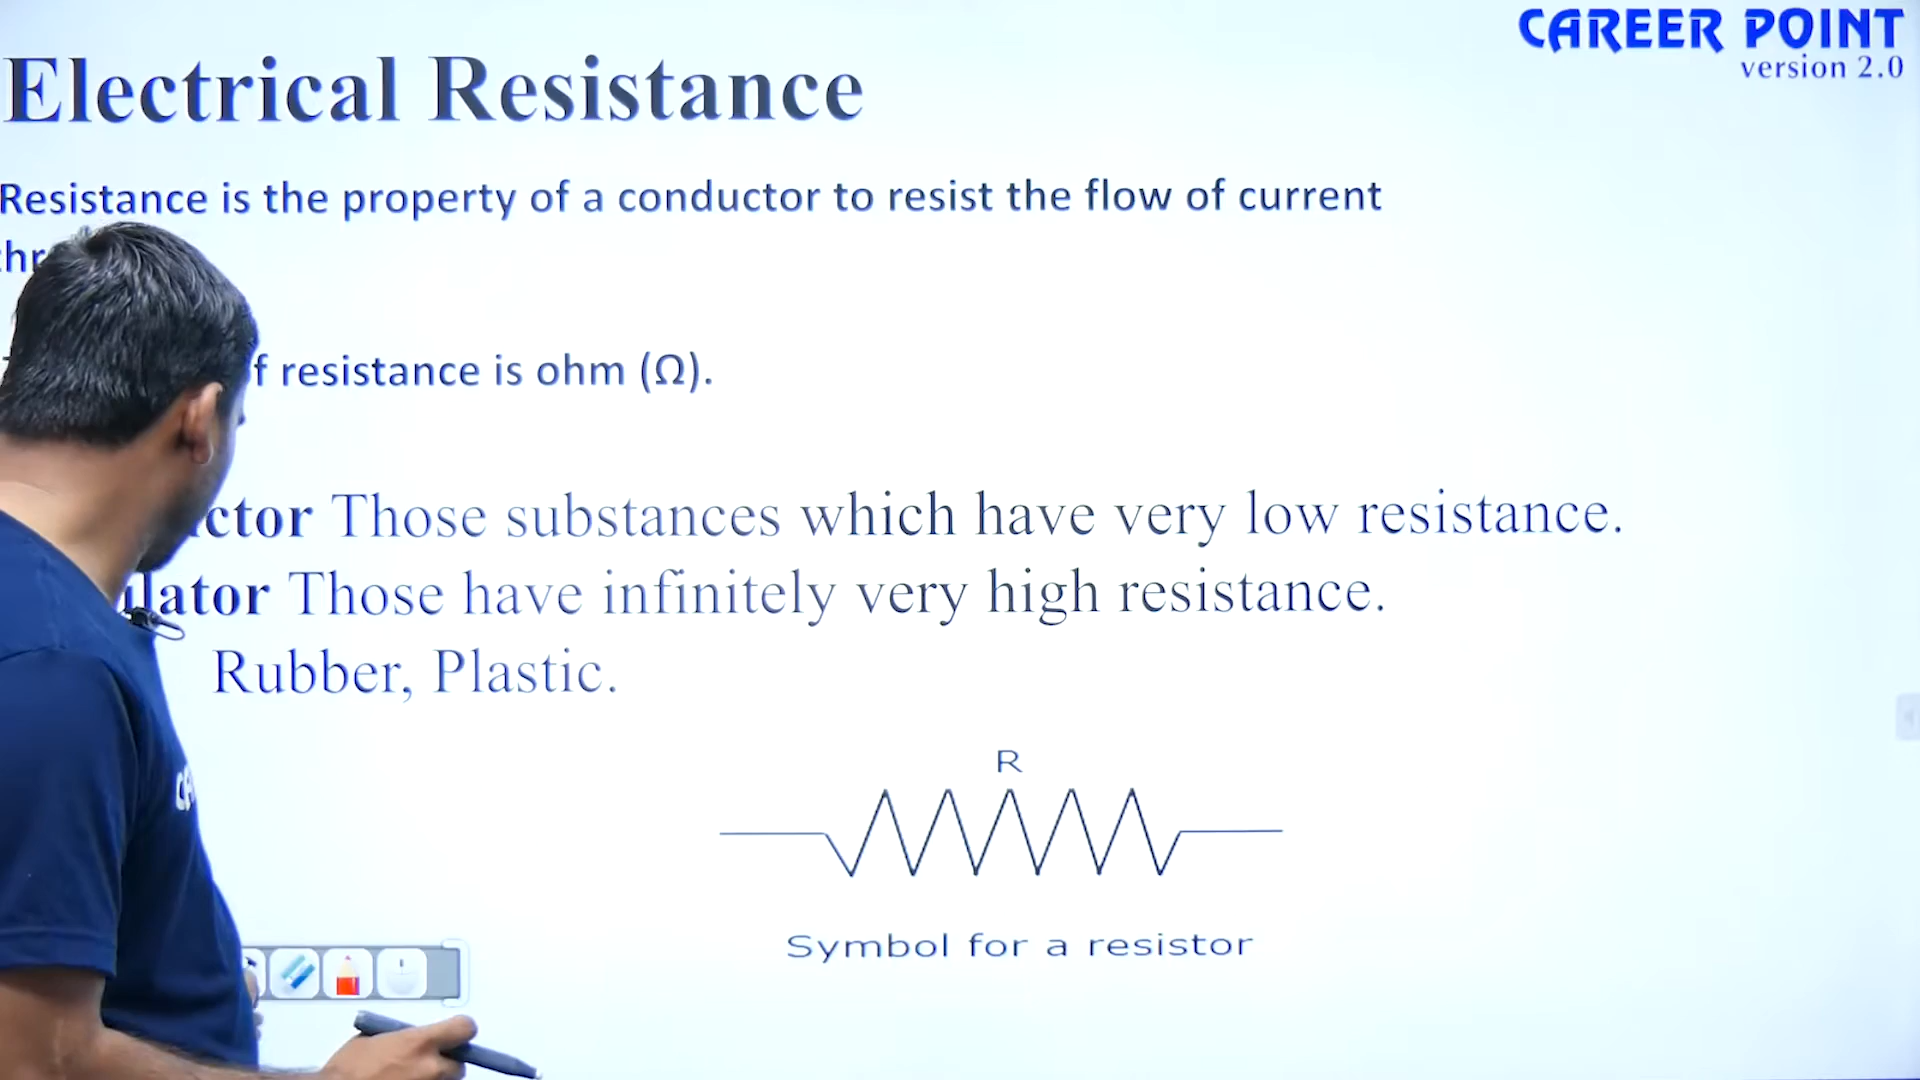 CAREER POINT
version 2.0
Electrical Resistance
Resistance is the property of a conductor to resist the flow of current
resistance is ohm (Ω).
Those substances which have very low resistance.
Those have infinitely very high resistance.
Rubber, Plastic.
R
Symbol for a resistor